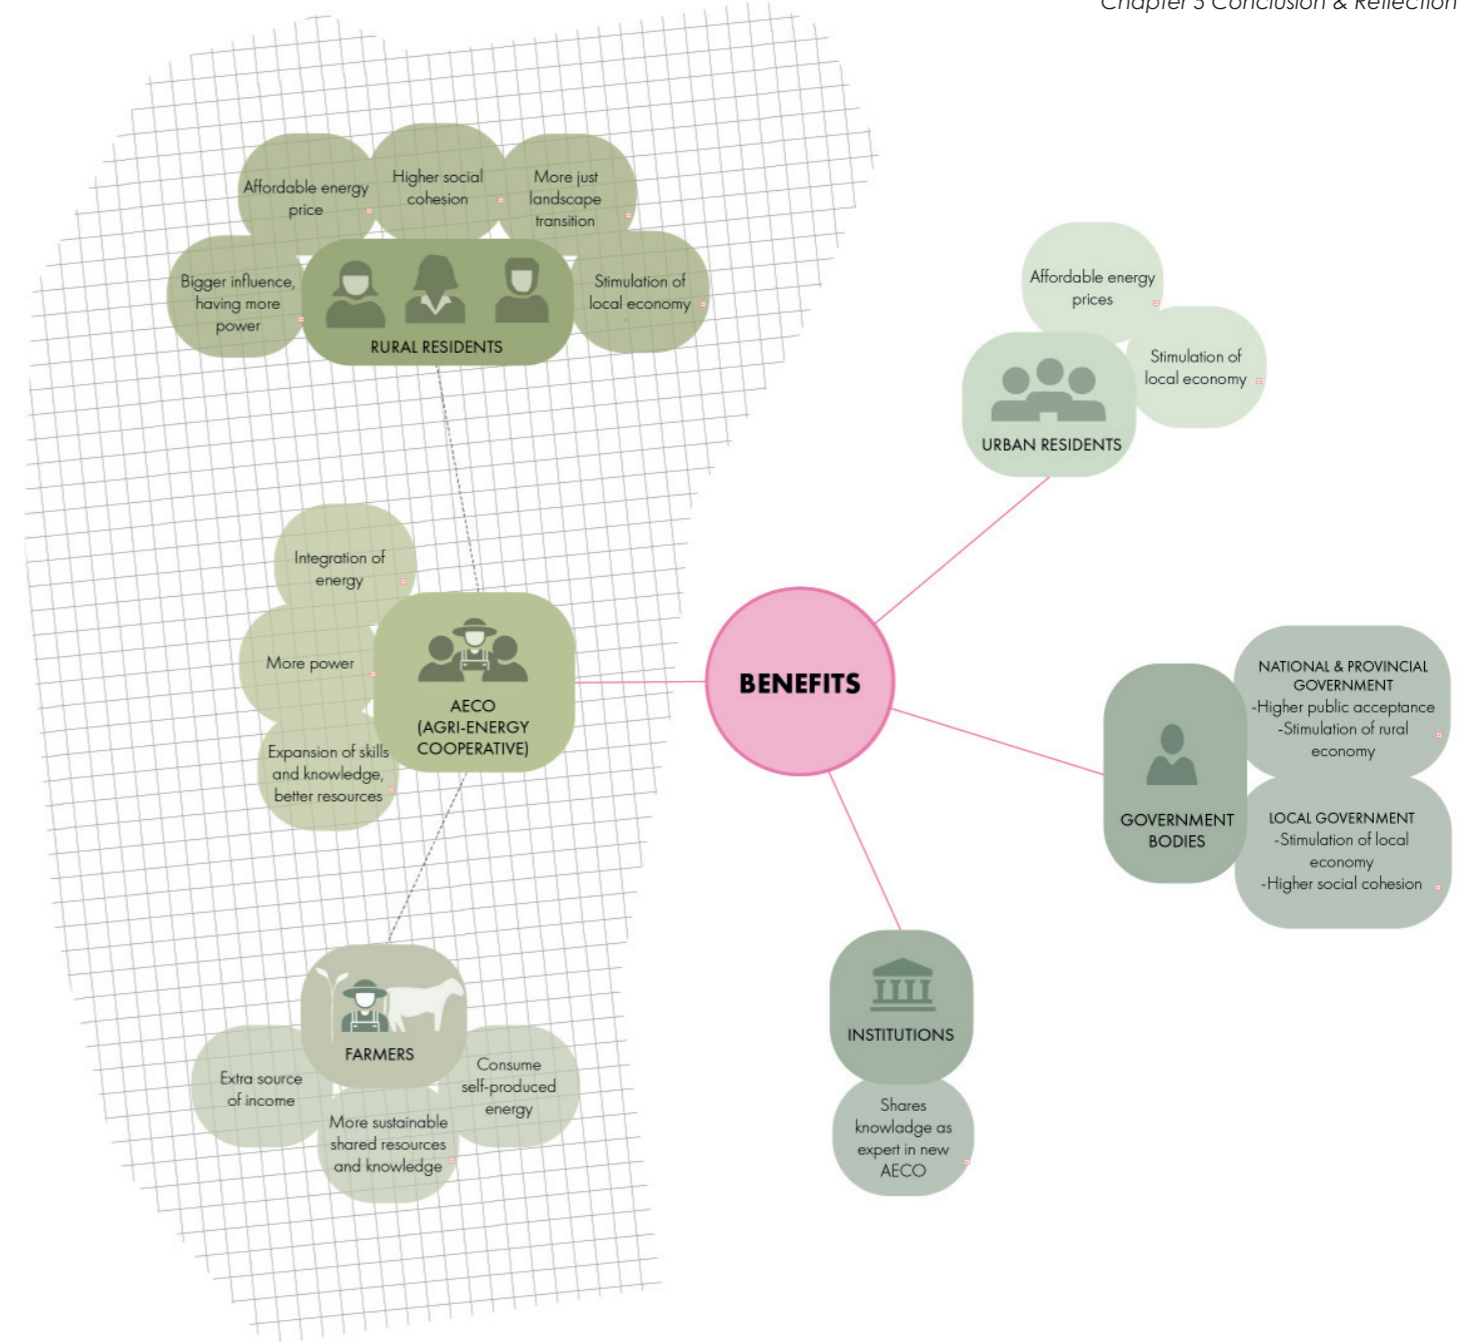 Chapter 5 Conclusion & Reflection
Affordable energy
price
Higher social
cohesion
More just
landscape
transition
Bigger influence,
having more
power
Stimulation of
local economy
RURAL RESIDENTS
Affordable energy
prices
Stimulation of
local economy
URBAN RESIDENTS
Integration of
energy
More power
Expansion of skills
and knowledge,
better resources
AECO
(AGRI-ENERGY
COOPERATIVE)
BENEFITS
NATIONAL & PROVINCIAL
GOVERNMENT
-Higher public acceptance
-Stimulation of rural
economy
GOVERNMENT
BODIES
LOCAL GOVERNMENT
-Stimulation of local
economy
-Higher social cohesion
FARMERS
Extra source
of income
More sustainable
shared resources
and knowledge
Consume
self-produced
energy
INSTITUTIONS
Shares
knowladge as
expert in new
AECO